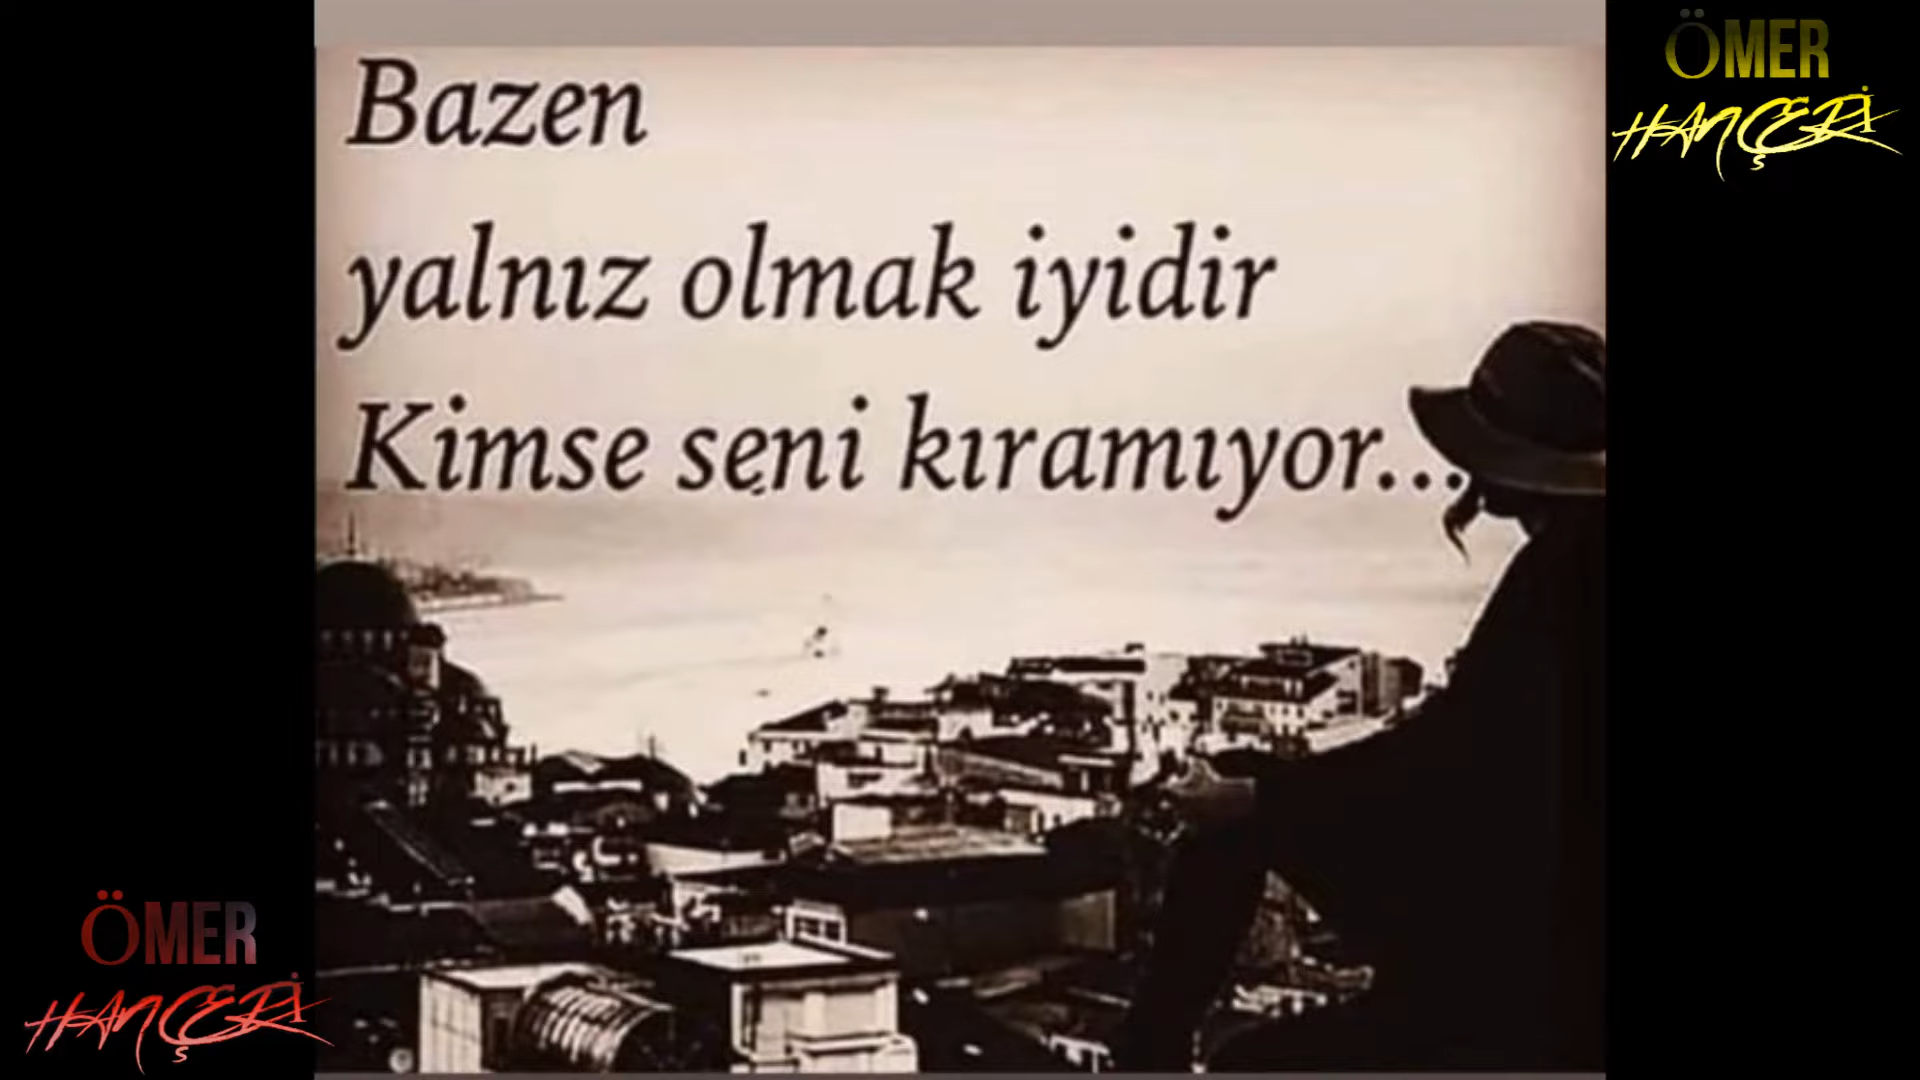 ÖMER
HANÇERİ
Bazen
yalnız olmak iyidir
Kimse seni kıramıyor...
ÖMER
HANÇERİ